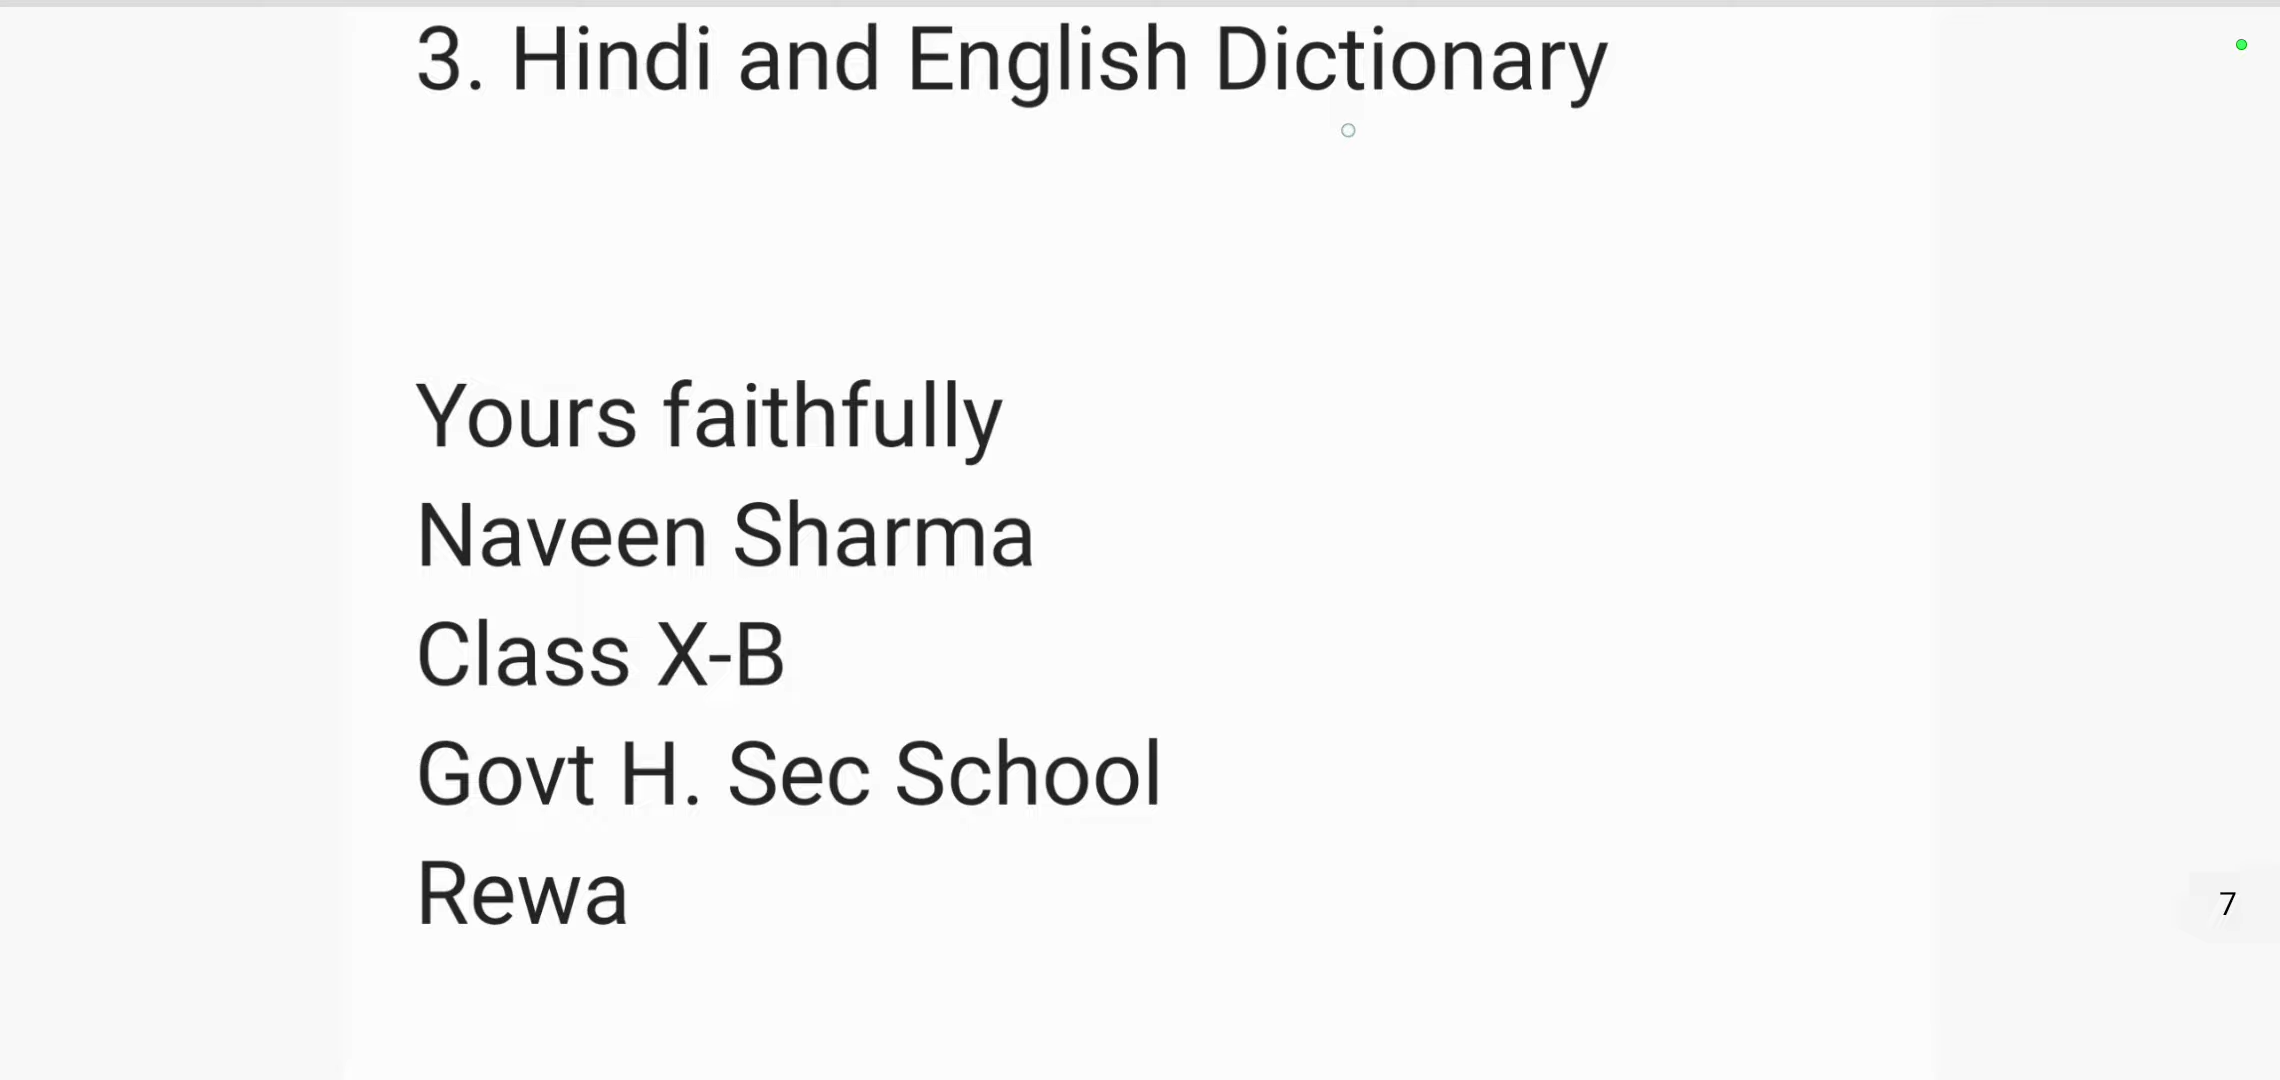 3. Hindi and English Dictionary
Yours faithfully
Naveen Sharma
Class X-B
Govt H. Sec School
Rewa
7